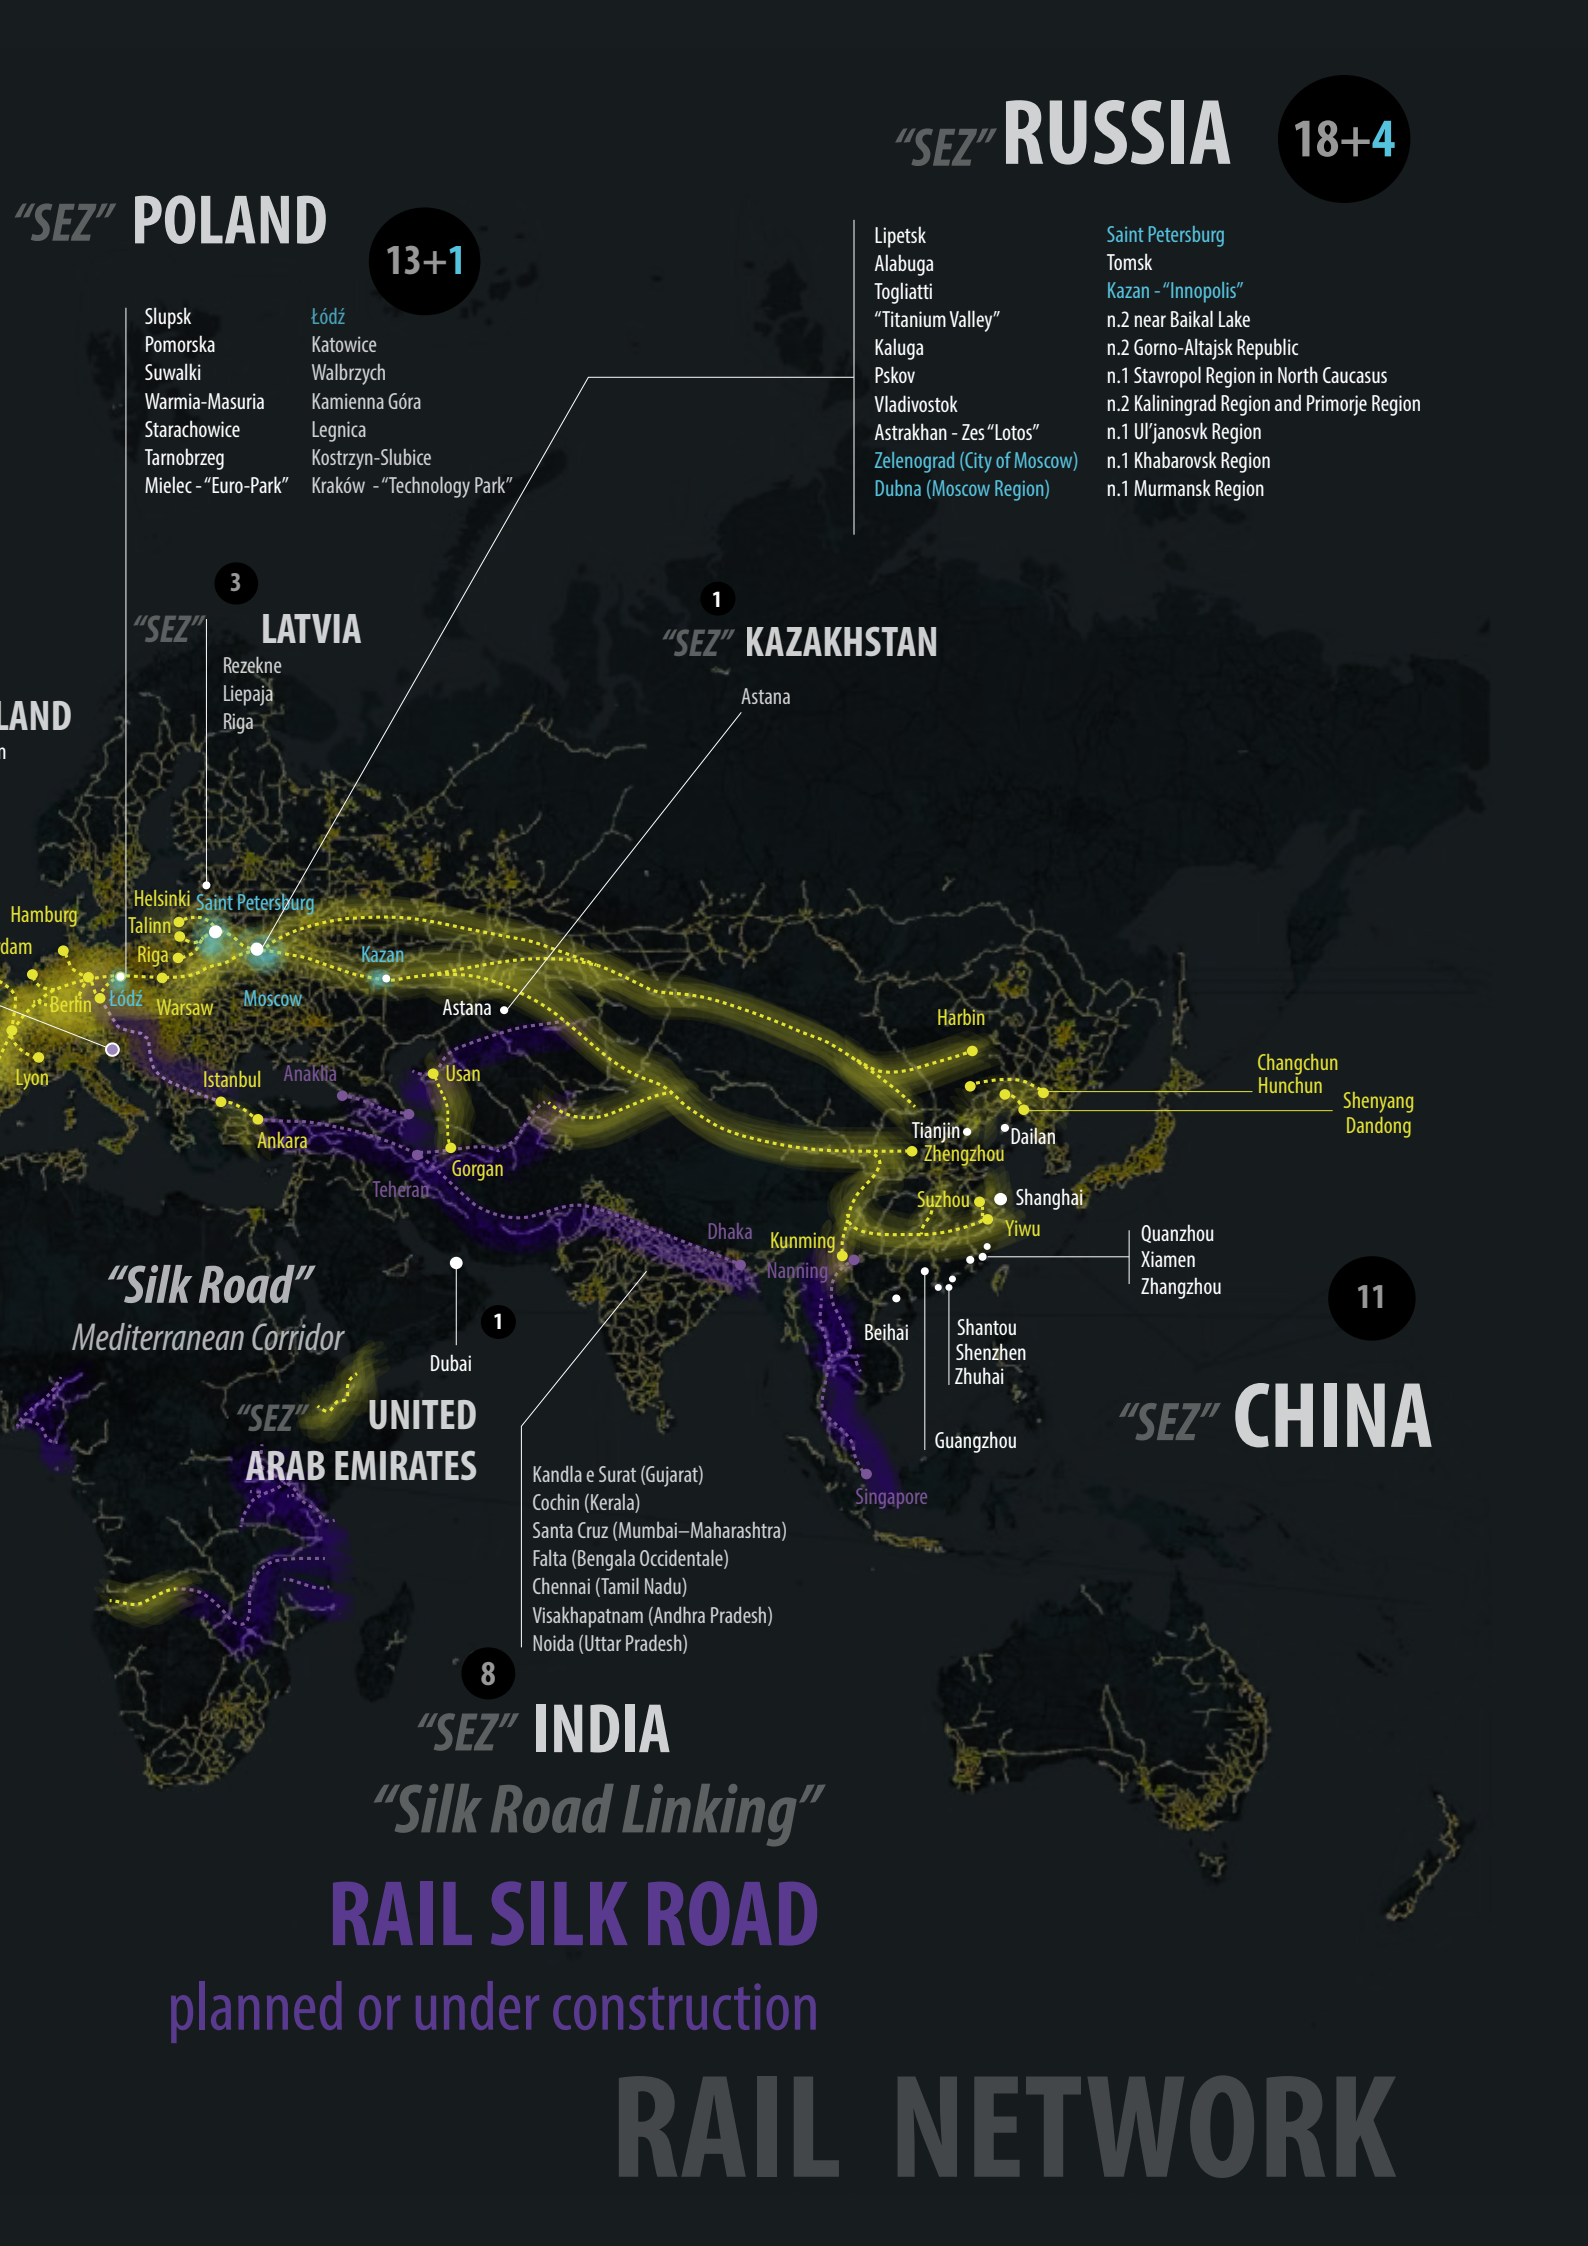 “SEZ” RUSSIA
18+4
Lipetsk
Alabuga
Togliatti
“Titanium Valley”
Kaluga
Pskov
Vladivostok
Astrakhan - Zes “Lotos”
Zelenograd (City of Moscow)
Dubna (Moscow Region)
Saint Petersburg
Tomsk
Kazan - “Innopolis”
n.2 near Baikal Lake
n.2 Gorno-Altajsk Republic
n.1 Stavropol Region in North Caucasus
n.2 Kaliningrad Region and Primorje Region
n.1 Ul’janosvk Region
n.1 Khabarovsk Region
n.1 Murmansk Region
“SEZ” POLAND
13+1
Slupsk
Pomorska
Suwalki
Warmia-Masuria
Starachowice
Tarnobrzeg
Mielec - “Euro-Park”
Łódź
Katowice
Walbrzych
Kamienna Góra
Legnica
Kostrzyn-Slubice
Kraków - “Technology Park”
3
“SEZ” LATVIA
Rezekne
Liepaja
Riga
1
“SEZ” KAZAKHSTAN
Astana
LAND
n
Helsinki
Saint Petersburg
Hamburg
Talinn
dam
Riga
Kazan
Berlin
Łódź
Warsaw
Moscow
Astana
Harbin
Lyon
Istanbul
Anaklia
Usan
Changchun
Hunchun
Shenyang
Dandong
Ankara
Tianjin
Dailan
Zhengzhou
Gorgan
Teheran
Suzhou
Shanghai
Yiwu
Dhaka
Kunming
Nanning
Quanzhou
Xiamen
Zhangzhou
“Silk Road”
Mediterranean Corridor
11
1
Dubai
Beihai
Shantou
Shenzhen
Zhuhai
“SEZ” UNITED
ARAB EMIRATES
“SEZ” CHINA
Guangzhou
Singapore
Kandla e Surat (Gujarat)
Cochin (Kerala)
Santa Cruz (Mumbai–Maharashtra)
Falta (Bengala Occidentale)
Chennai (Tamil Nadu)
Visakhapatnam (Andhra Pradesh)
Noida (Uttar Pradesh)
8
“SEZ” INDIA
“Silk Road Linking”
RAIL SILK ROAD
planned or under construction
RAIL NETWORK